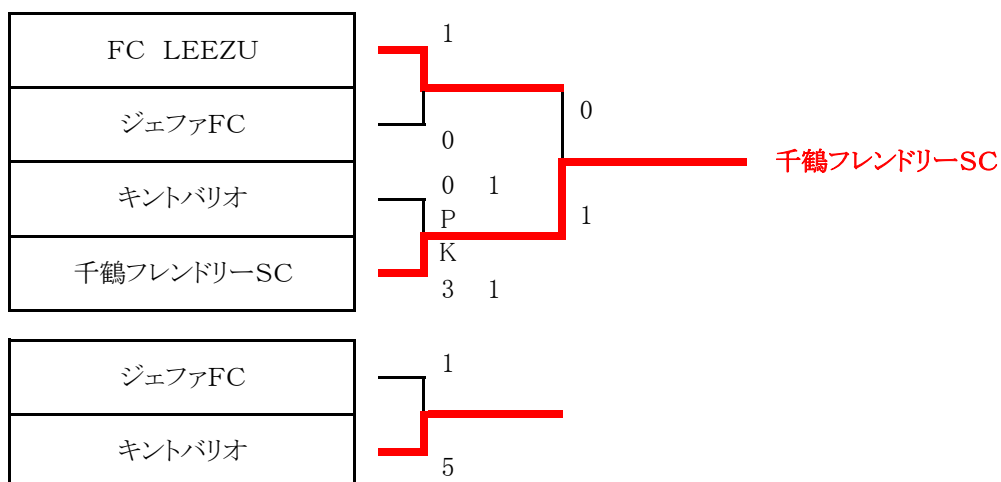 FC　LEEZU
1
ジェファFC
0
0
キントバリオ
0　1
P
K
千鶴フレンドリーSC
3　1
1
千鶴フレンドリーSC
ジェファFC
1
キントバリオ
5